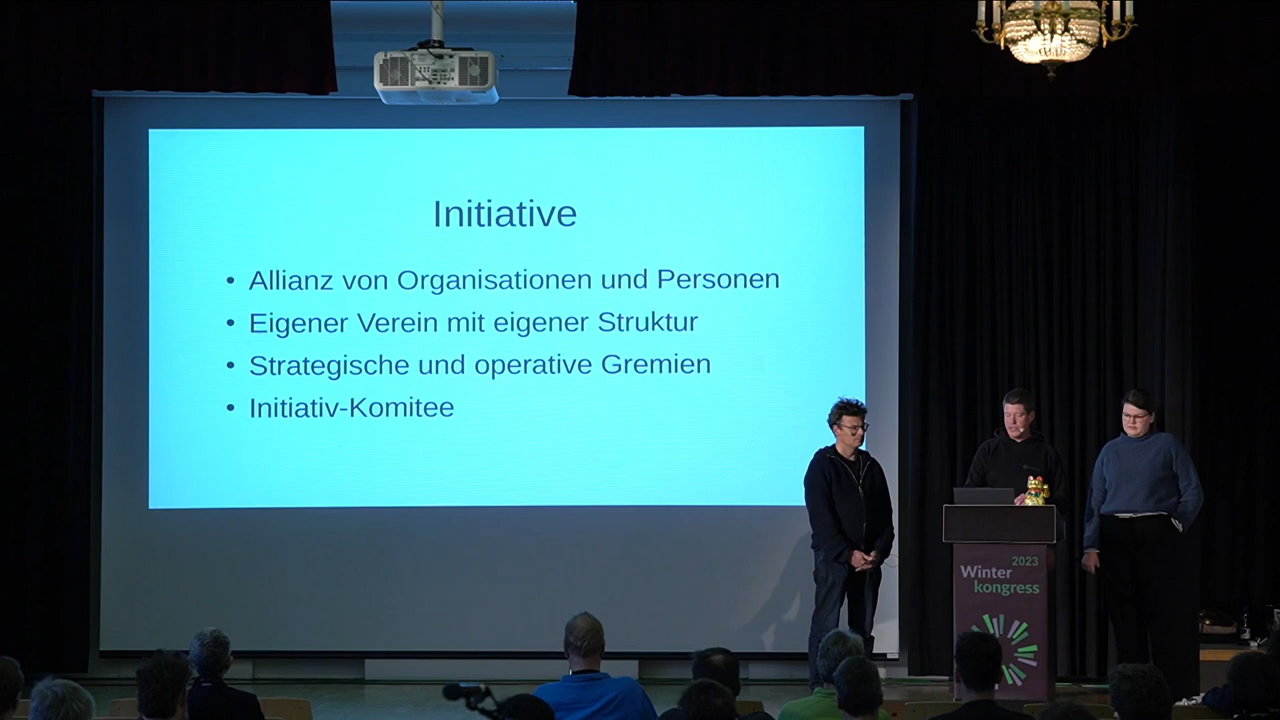 Initiative
• Allianz von Organisationen und Personen
• Eigener Verein mit eigener Struktur
• Strategische und operative Gremien
• Initiativ-Komitee
2023
Winter
kongress